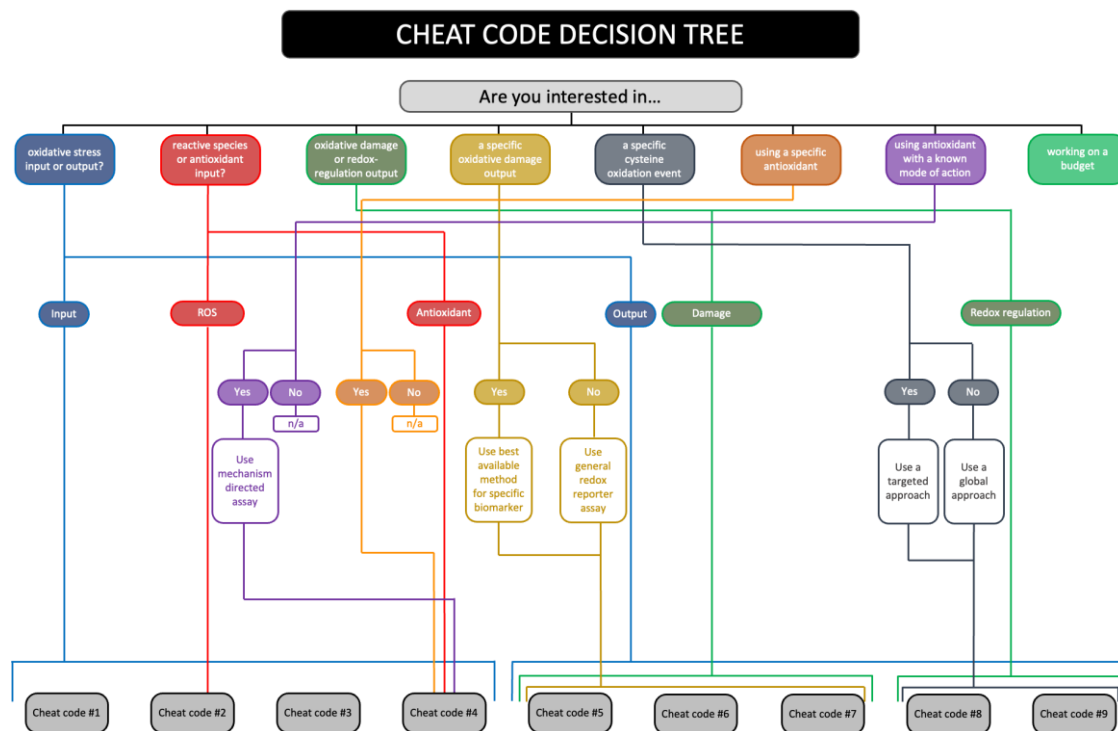 CHEAT CODE DECISION TREE
Are you interested in...
oxidative stress
input or output?
reactive species
or antioxidant
input?
oxidative damage
or redox-
regulation output
a specific
oxidative damage
output
a specific
cysteine
oxidation event
using a specific
antioxidant
using antioxidant
with a known
mode of action
working on a
budget
Input
ROS
Antioxidant
Output
Damage
Redox regulation
Yes
No
Yes
No
Yes
No
Yes
No
n/a
n/a
Use
mechanism
directed
assay
Use best
available
method
for specific
biomarker
Use
general
redox
reporter
assay
Use a
targeted
approach
Use a
global
approach
Cheat code #1
Cheat code #2
Cheat code #3
Cheat code #4
Cheat code #5
Cheat code #6
Cheat code #7
Cheat code #8
Cheat code #9